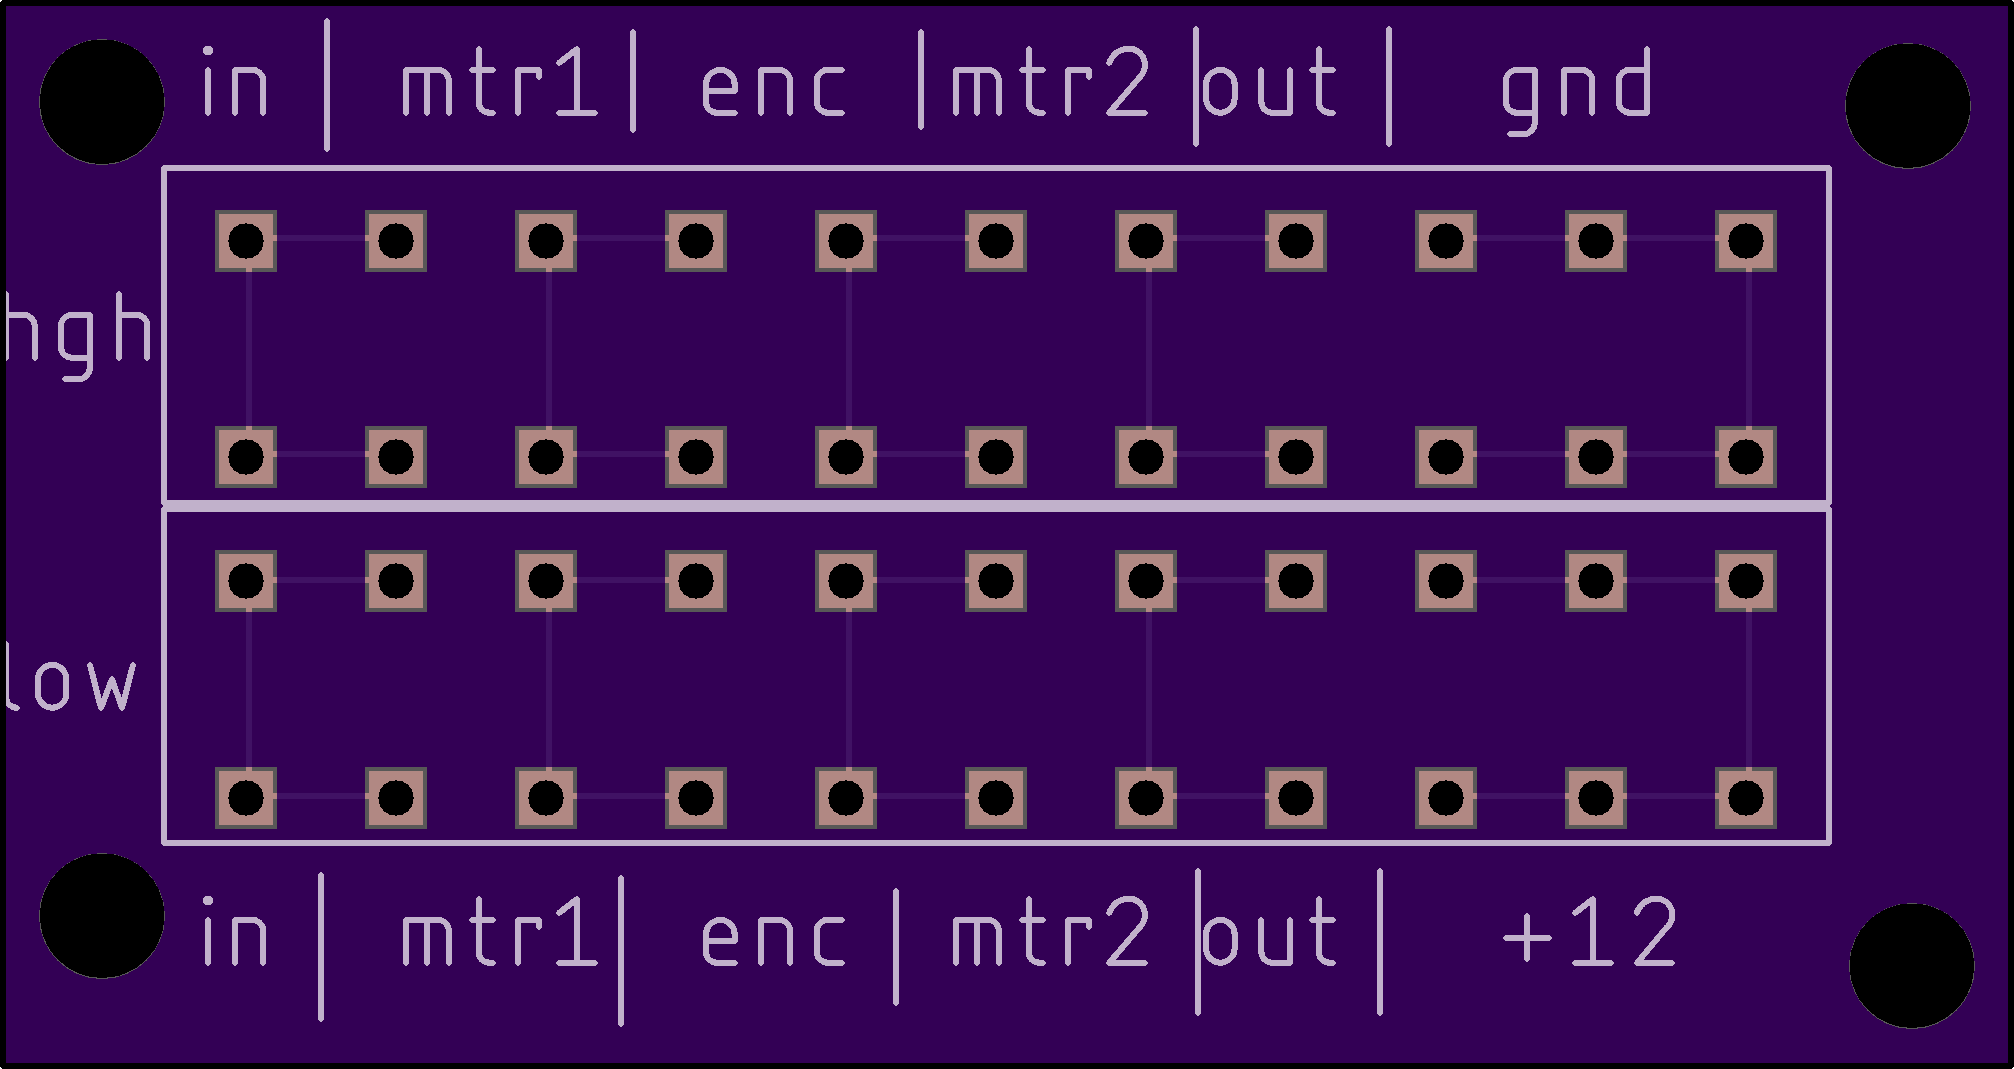 in | mtr1 | enc | mtr2 | out | gnd
hgh
low
in | mtr1 | enc | mtr2 | out | +12